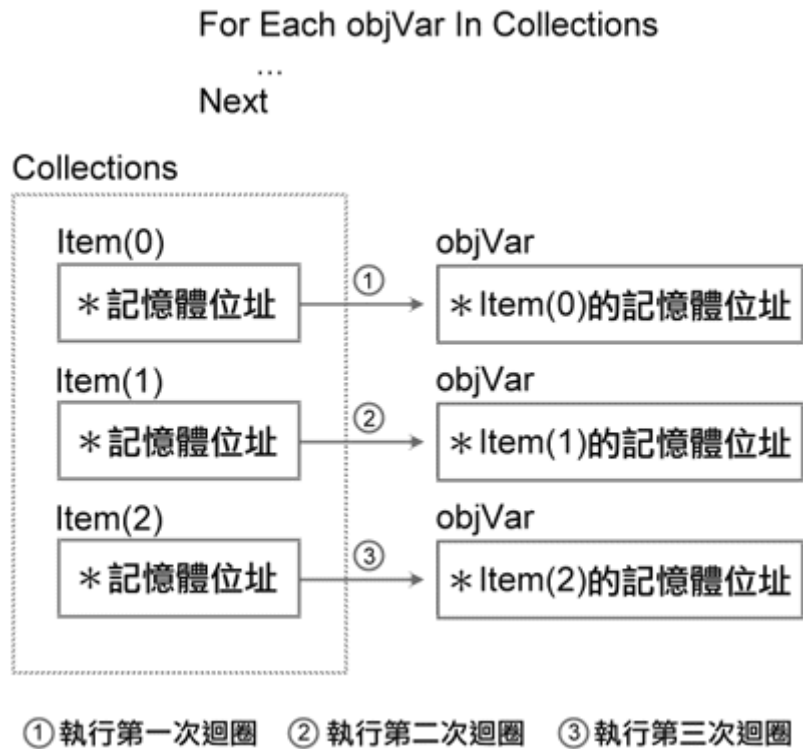 For Each objVar In Collections
...
Next
Collections
Item(0)
objVar
＊記憶體位址
①
＊Item(0)的記憶體位址
Item(1)
objVar
＊記憶體位址
②
＊Item(1)的記憶體位址
Item(2)
objVar
＊記憶體位址
③
＊Item(2)的記憶體位址
①執行第一次迴圈 ②執行第二次迴圈 ③執行第三次迴圈